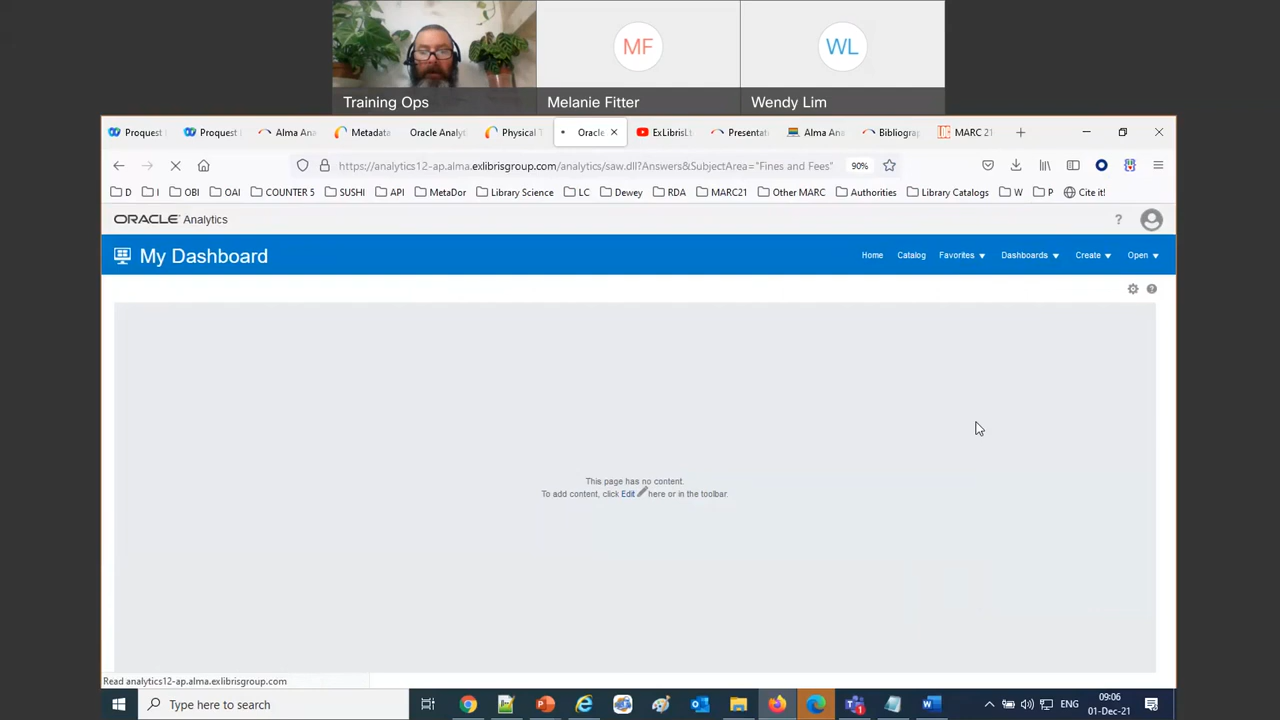 MF
WL
Training Ops
Melanie Fitter
Wendy Lim
Proquest
Proquest
Alma Ana
Metadata
Oracle Analyt
Physical T
Oracle
ExLibrisLt
Presentat
Alma Ana
Bibliograp
MARC 21
https://analytics12-ap.alma.exlibrisgroup.com/analytics/saw.dll?Answers&SubjectArea="Fines and Fees"
90%
D
I
OBI
OAI
COUNTER 5
SUSHI
API
MetaDor
Library Science
LC
Dewey
RDA
MARC21
Other MARC
Authorities
Library Catalogs
W
P
Cite it!
ORACLE Analytics
My Dashboard
Home
Catalog
Favorites
Dashboards
Create
Open
This page has no content.
To add content, click Edit here or in the toolbar.
Read analytics12-ap.alma.exlibrisgroup.com
Type here to search
ENG
09:06
01-Dec-21